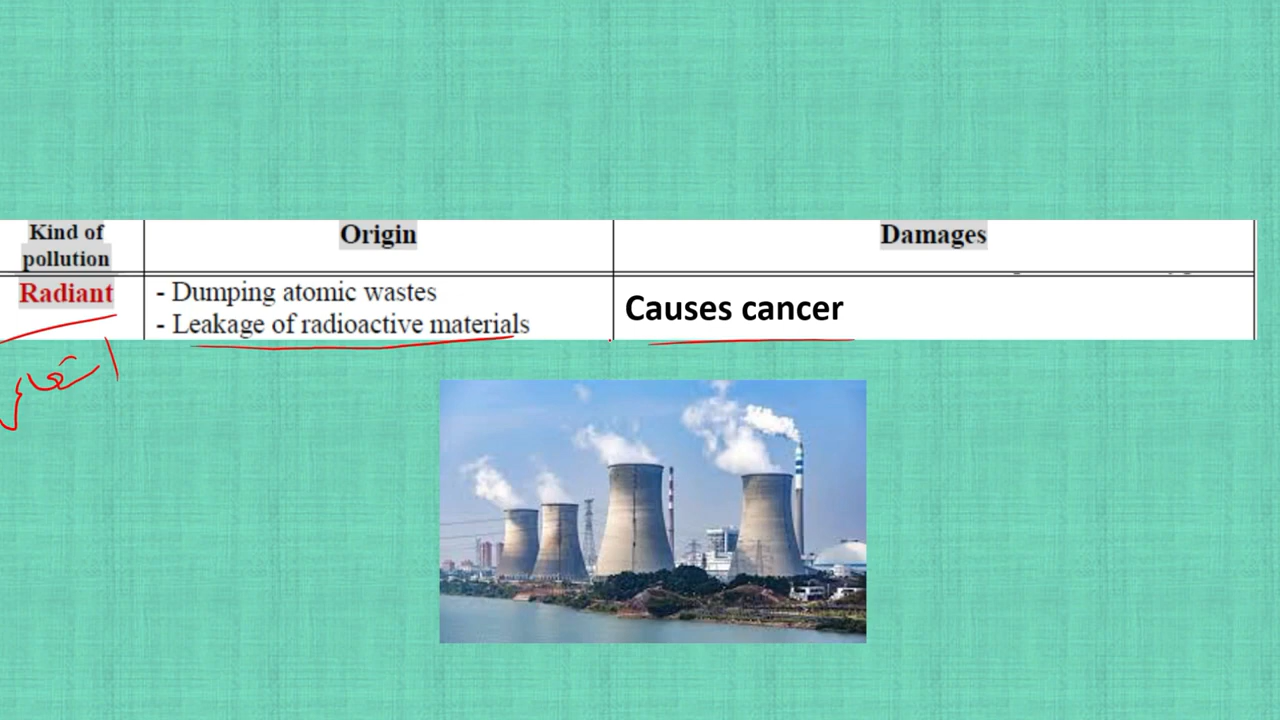 Kind of pollution
Origin
Damages
Radiant
- Dumping atomic wastes
- Leakage of radioactive materials
Causes cancer